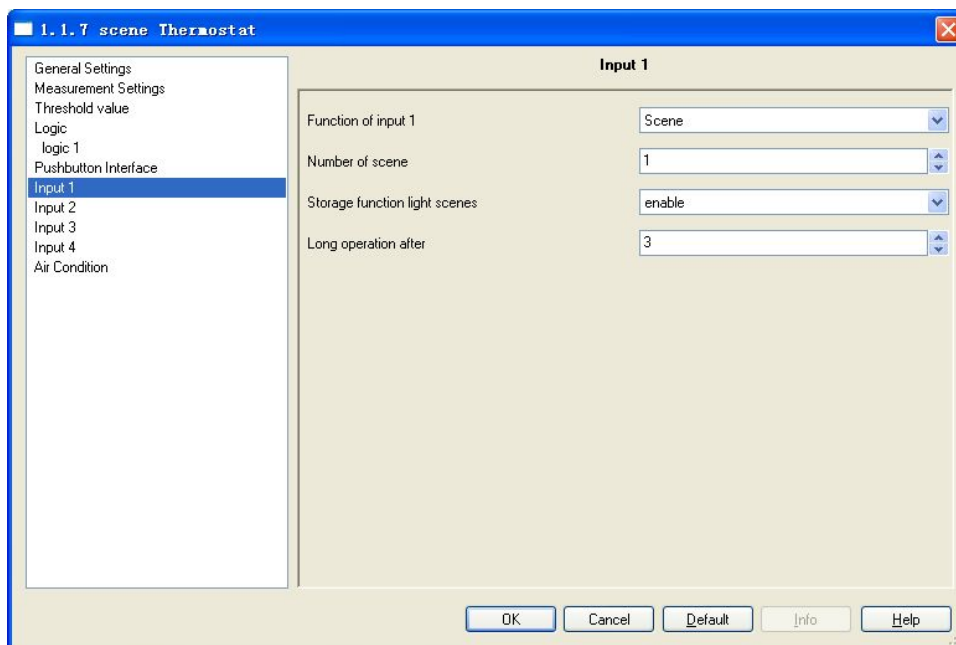 1.1.7 scene Thermostat
General Settings
Measurement Settings
Threshold value
Logic
logic 1
Pushbutton Interface
Input 1
Input 2
Input 3
Input 4
Air Condition
Input 1
Function of input 1 Scene
Number of scene 1
Storage function light scenes enable
Long operation after 3
OK Cancel Default Info Help